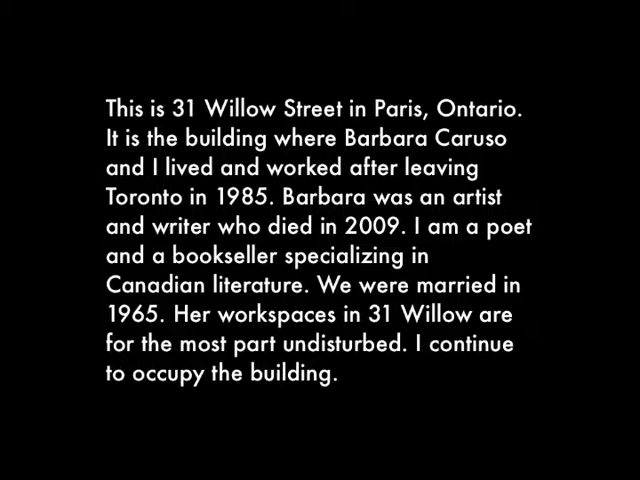 This is 31 Willow Street in Paris, Ontario.
It is the building where Barbara Caruso
and I lived and worked after leaving
Toronto in 1985. Barbara was an artist
and writer who died in 2009. I am a poet
and a bookseller specializing in
Canadian literature. We were married in
1965. Her workspaces in 31 Willow are
for the most part undisturbed. I continue
to occupy the building.